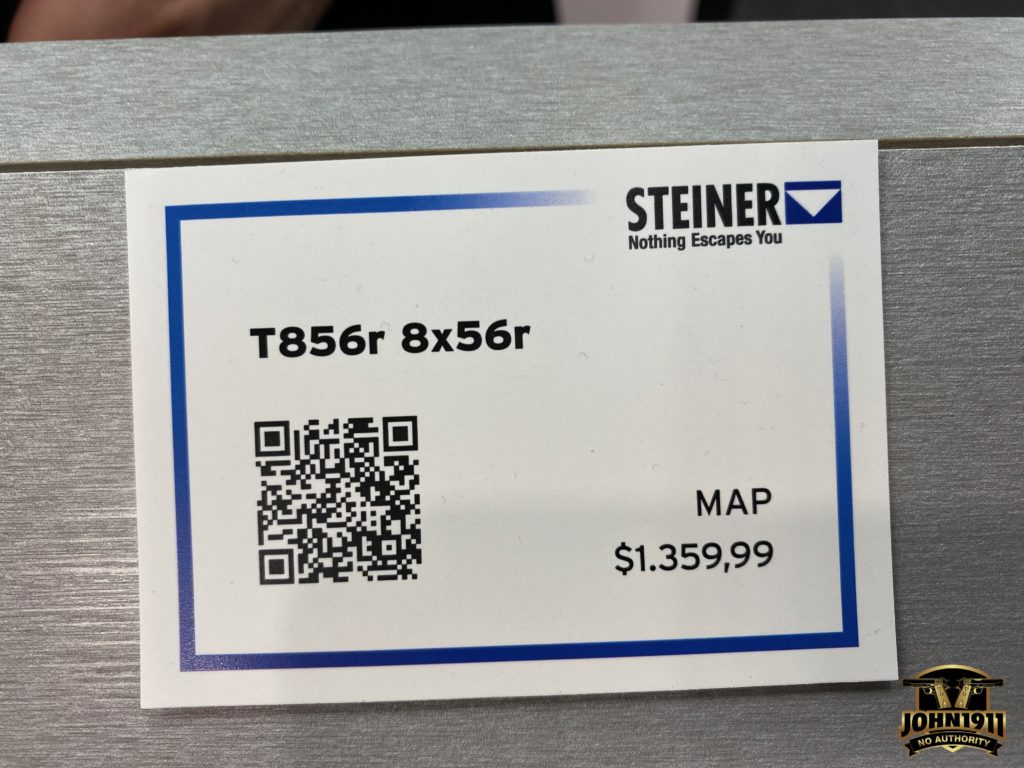 STEINER
Nothing Escapes You
T856r 8x56r
MAP
$1.359,99
JOHN1911
NO AUTHORITY